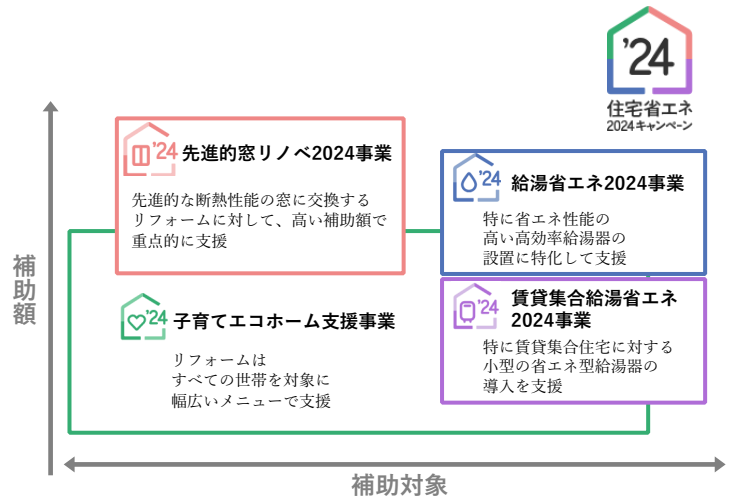 ’24
住宅省エネ
2024キャンペーン
’24
先進的窓リノベ2024事業
先進的な断熱性能の窓に交換する
リフォームに対して、高い補助額で
重点的に支援
’24
給湯省エネ2024事業
特に省エネ性能の
高い高効率給湯器の
設置に特化して支援
’24
子育てエコホーム支援事業
リフォームは
すべての世帯を対象に
幅広いメニューで支援
’24
賃貸集合給湯省エネ
2024事業
特に賃貸集合住宅に対する
小型の省エネ型給湯器の
導入を支援
補助額
補助対象